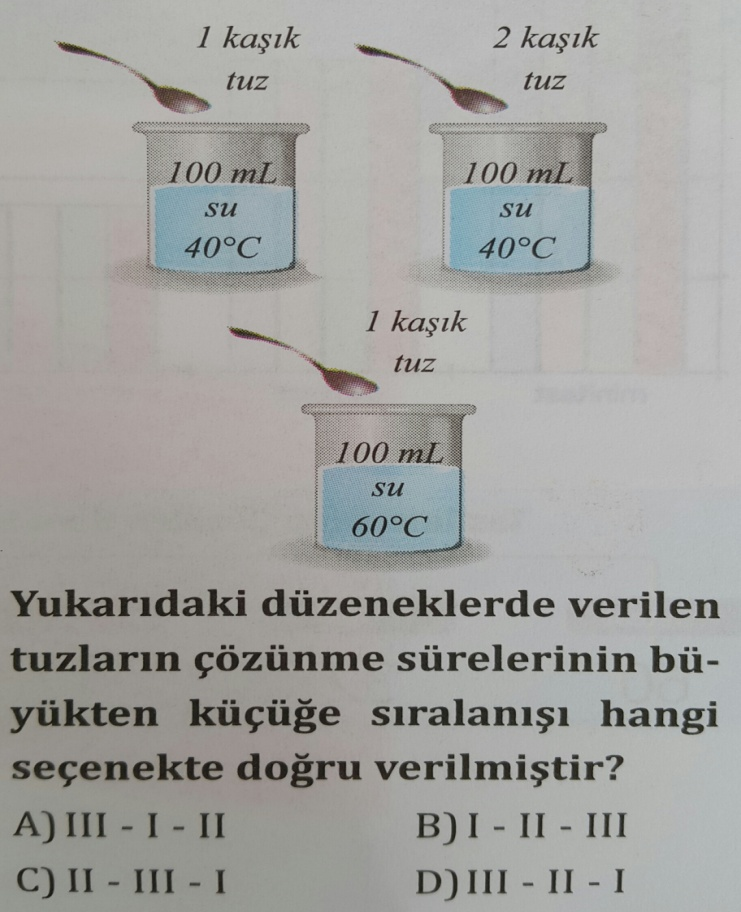 1 kaşık
tuz
2 kaşık
tuz
100 mL
su
40°C
100 mL
su
40°C
1 kaşık
tuz
100 mL
su
60°C
Yukarıdaki düzeneklerde verilen
tuzların çözünme sürelerinin bü-
yükten küçüğe sıralanışı hangi
seçenekte doğru verilmiştir?
A) III - I - II
B) I - II - III
C) II - III - I
D) III - II - I